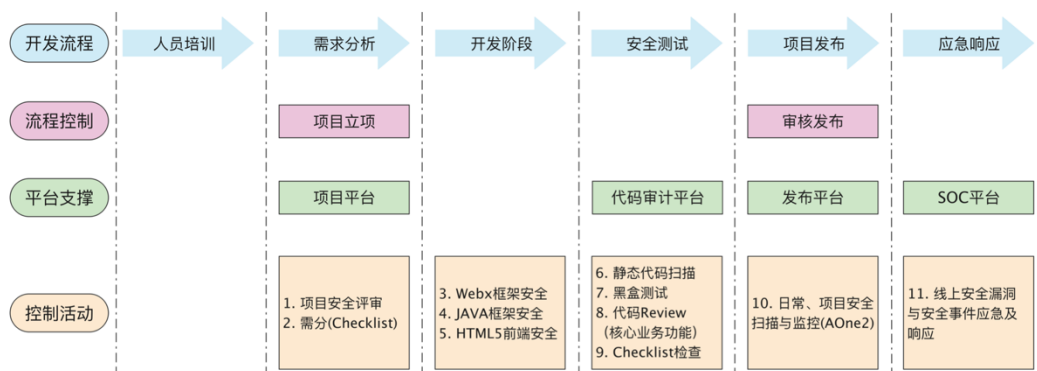 开发流程
人员培训
需求分析
开发阶段
安全测试
项目发布
应急响应
流程控制
项目立项
审核发布
平台支撑
项目平台
代码审计平台
发布平台
SOC平台
控制活动
1. 项目安全评审
2. 需分(Checklist)
3. Webx框架安全
4. JAVA框架安全
5. HTML5前端安全
6. 静态代码扫描
7. 黑盒测试
8. 代码Review
（核心业务功能）
9. Checklist检查
10. 日常、项目安全
扫描与监控(AOne2)
11. 线上安全漏洞
与安全事件应急及
响应